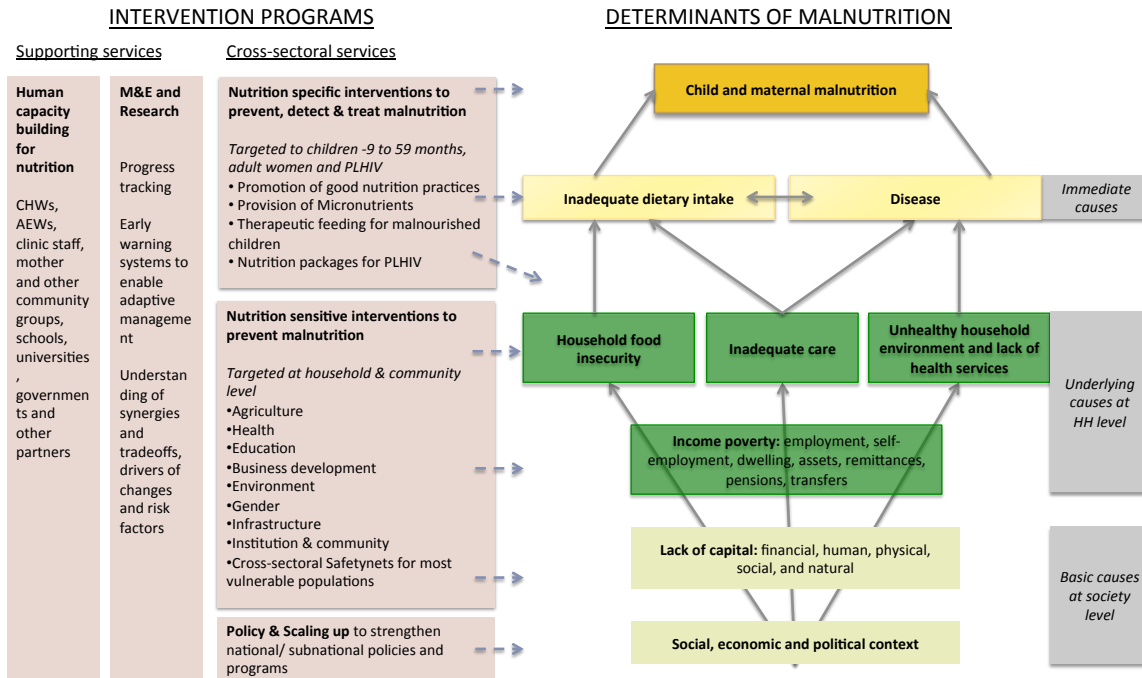 INTERVENTION PROGRAMS
DETERMINANTS OF MALNUTRITION
Supporting services
Cross-sectoral services
Human
capacity
building
for
nutrition
CHWs,
AEWs,
clinic staff,
mother
and other
community
groups,
schools,
universities
,
governmen
ts and
other
partners
M&E and
Research
Progress
tracking
Early
warning
systems to
enable
adaptive
manageme
nt
Understan
ding of
synergies
and
tradeoffs,
drivers of
changes
and risk
factors
Nutrition specific interventions to
prevent, detect & treat malnutrition
Targeted to children -9 to 59 months,
adult women and PLHIV
• Promotion of good nutrition practices
• Provision of Micronutrients
• Therapeutic feeding for malnourished
children
• Nutrition packages for PLHIV
Nutrition sensitive interventions to
prevent malnutrition
Targeted at household & community
level
•Agriculture
•Health
•Education
•Business development
•Environment
•Gender
•Infrastructure
•Institution & community
•Cross-sectoral Safetynets for most
vulnerable populations
Policy & Scaling up to strengthen
national/ subnational policies and
programs
Child and maternal malnutrition
Inadequate dietary intake
Disease
Immediate
causes
Household food
insecurity
Inadequate care
Unhealthy household
environment and lack of
health services
Underlying
causes at
HH level
Income poverty: employment, self-
employment, dwelling, assets, remittances,
pensions, transfers
Lack of capital: financial, human, physical,
social, and natural
Basic causes
at society
level
Social, economic and political context